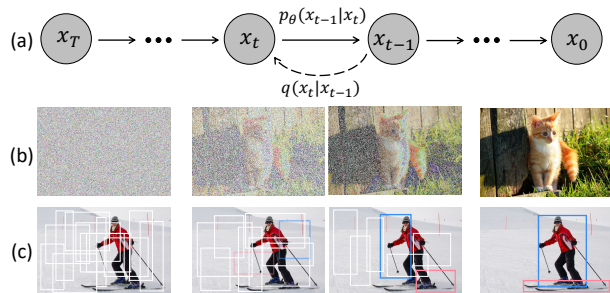 p_θ(x_{t−1}|x_t)
(a) x_T ••• x_t x_{t−1} ••• x_0
q(x_t|x_{t−1})
(b)
(c)